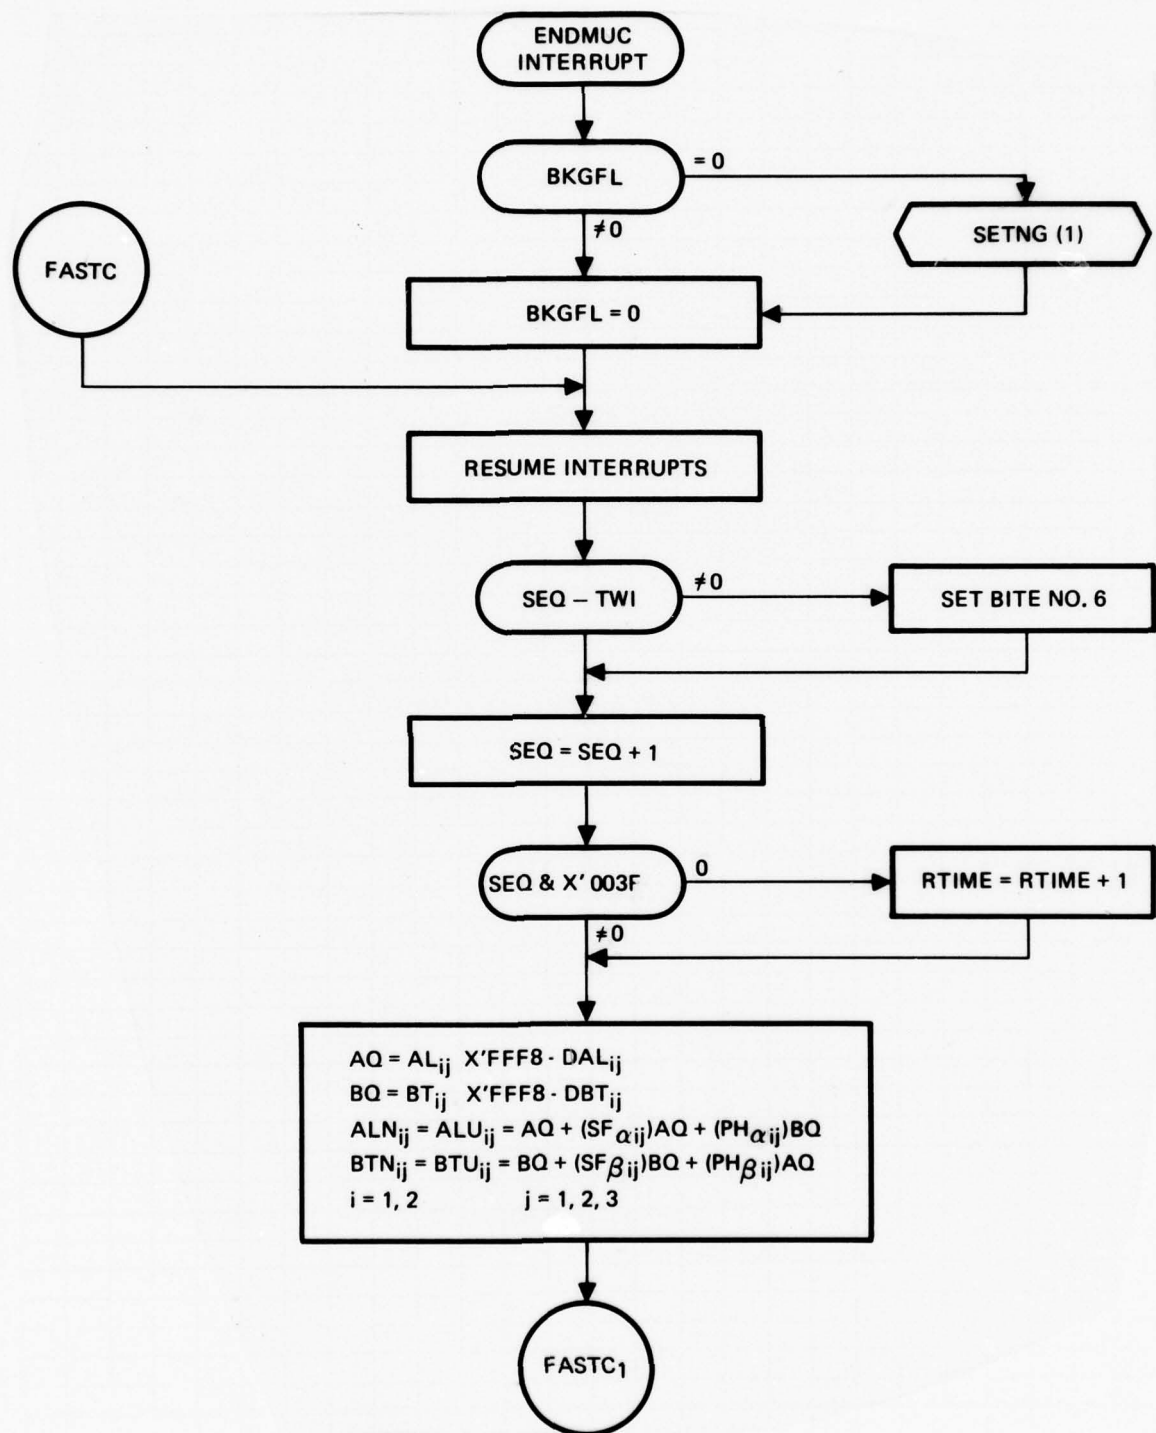 ENDMUC
INTERRUPT
BKGFL
= 0
≠0
SETNG (1)
FASTC
BKGFL = 0
RESUME INTERRUPTS
SEQ – TWI
≠0
SET BITE NO. 6
SEQ = SEQ + 1
SEQ & X' 003F
0
RTIME = RTIME + 1
≠0
AQ = ALij X'FFF8 - DALij
BQ = BTij X'FFF8 - DBTij
ALNij = ALUij = AQ + (SFαij)AQ + (PHαij)BQ
BTNij = BTUij = BQ + (SFβij)BQ + (PHβij)AQ
i = 1, 2 j = 1, 2, 3
FASTC1